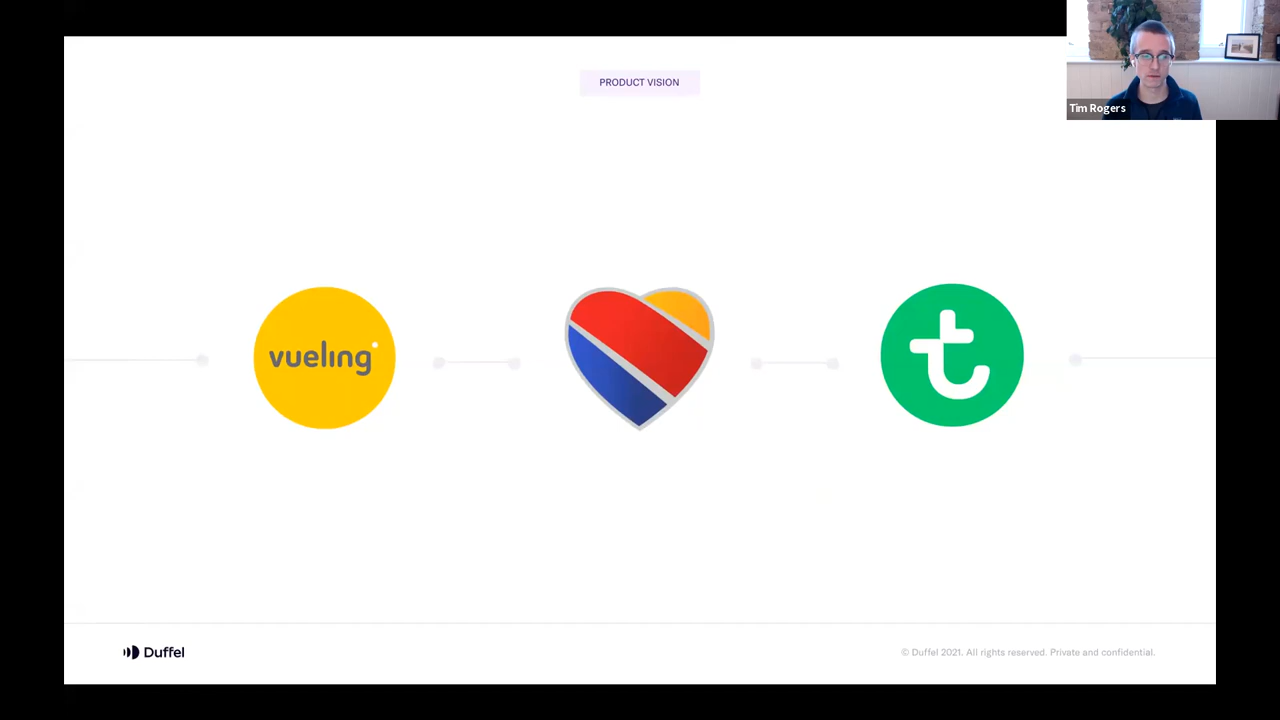 PRODUCT VISION
Tim Rogers
vueling
t
Duffel
© Duffel 2021. All rights reserved. Private and confidential.